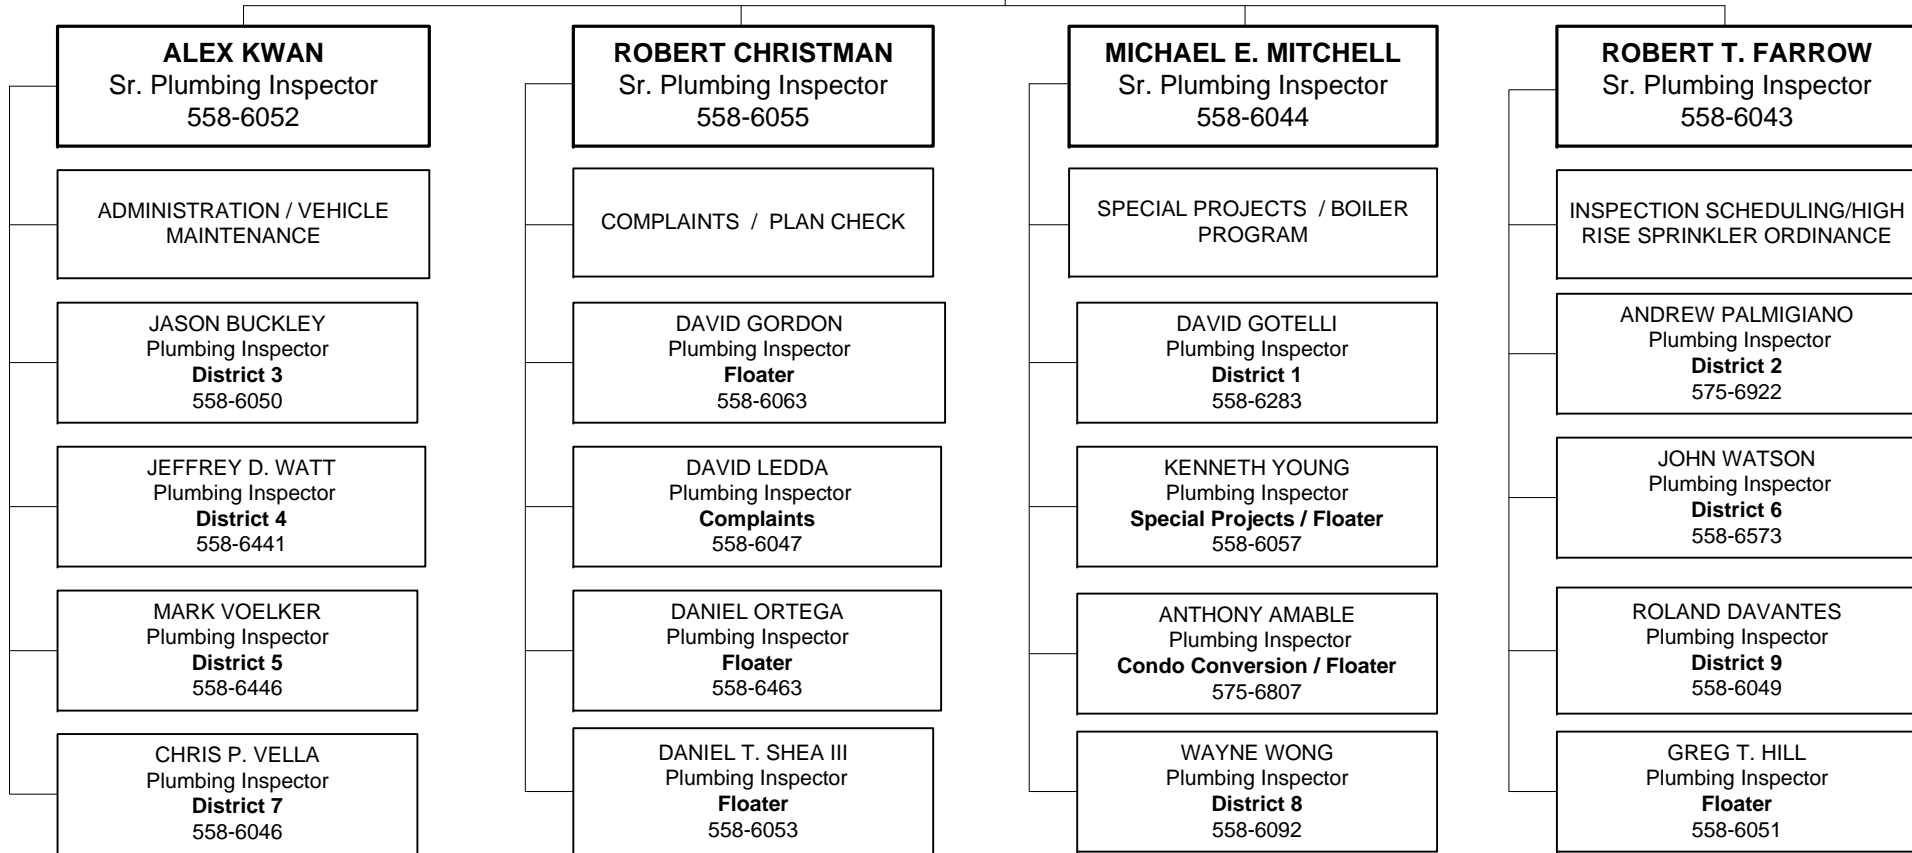 ALEX KWAN
Sr. Plumbing Inspector
558-6052
ADMINISTRATION / VEHICLE
MAINTENANCE
JASON BUCKLEY
Plumbing Inspector
District 3
558-6050
JEFFREY D. WATT
Plumbing Inspector
District 4
558-6441
MARK VOELKER
Plumbing Inspector
District 5
558-6446
CHRIS P. VELLA
Plumbing Inspector
District 7
558-6046
ROBERT CHRISTMAN
Sr. Plumbing Inspector
558-6055
COMPLAINTS / PLAN CHECK
DAVID GORDON
Plumbing Inspector
Floater
558-6063
DAVID LEDDA
Plumbing Inspector
Complaints
558-6047
DANIEL ORTEGA
Plumbing Inspector
Floater
558-6463
DANIEL T. SHEA III
Plumbing Inspector
Floater
558-6053
MICHAEL E. MITCHELL
Sr. Plumbing Inspector
558-6044
SPECIAL PROJECTS / BOILER
PROGRAM
DAVID GOTELLI
Plumbing Inspector
District 1
558-6283
KENNETH YOUNG
Plumbing Inspector
Special Projects / Floater
558-6057
ANTHONY AMABLE
Plumbing Inspector
Condo Conversion / Floater
575-6807
WAYNE WONG
Plumbing Inspector
District 8
558-6092
ROBERT T. FARROW
Sr. Plumbing Inspector
558-6043
INSPECTION SCHEDULING/HIGH
RISE SPRINKLER ORDINANCE
ANDREW PALMIGIANO
Plumbing Inspector
District 2
575-6922
JOHN WATSON
Plumbing Inspector
District 6
558-6573
ROLAND DAVANTES
Plumbing Inspector
District 9
558-6049
GREG T. HILL
Plumbing Inspector
Floater
558-6051